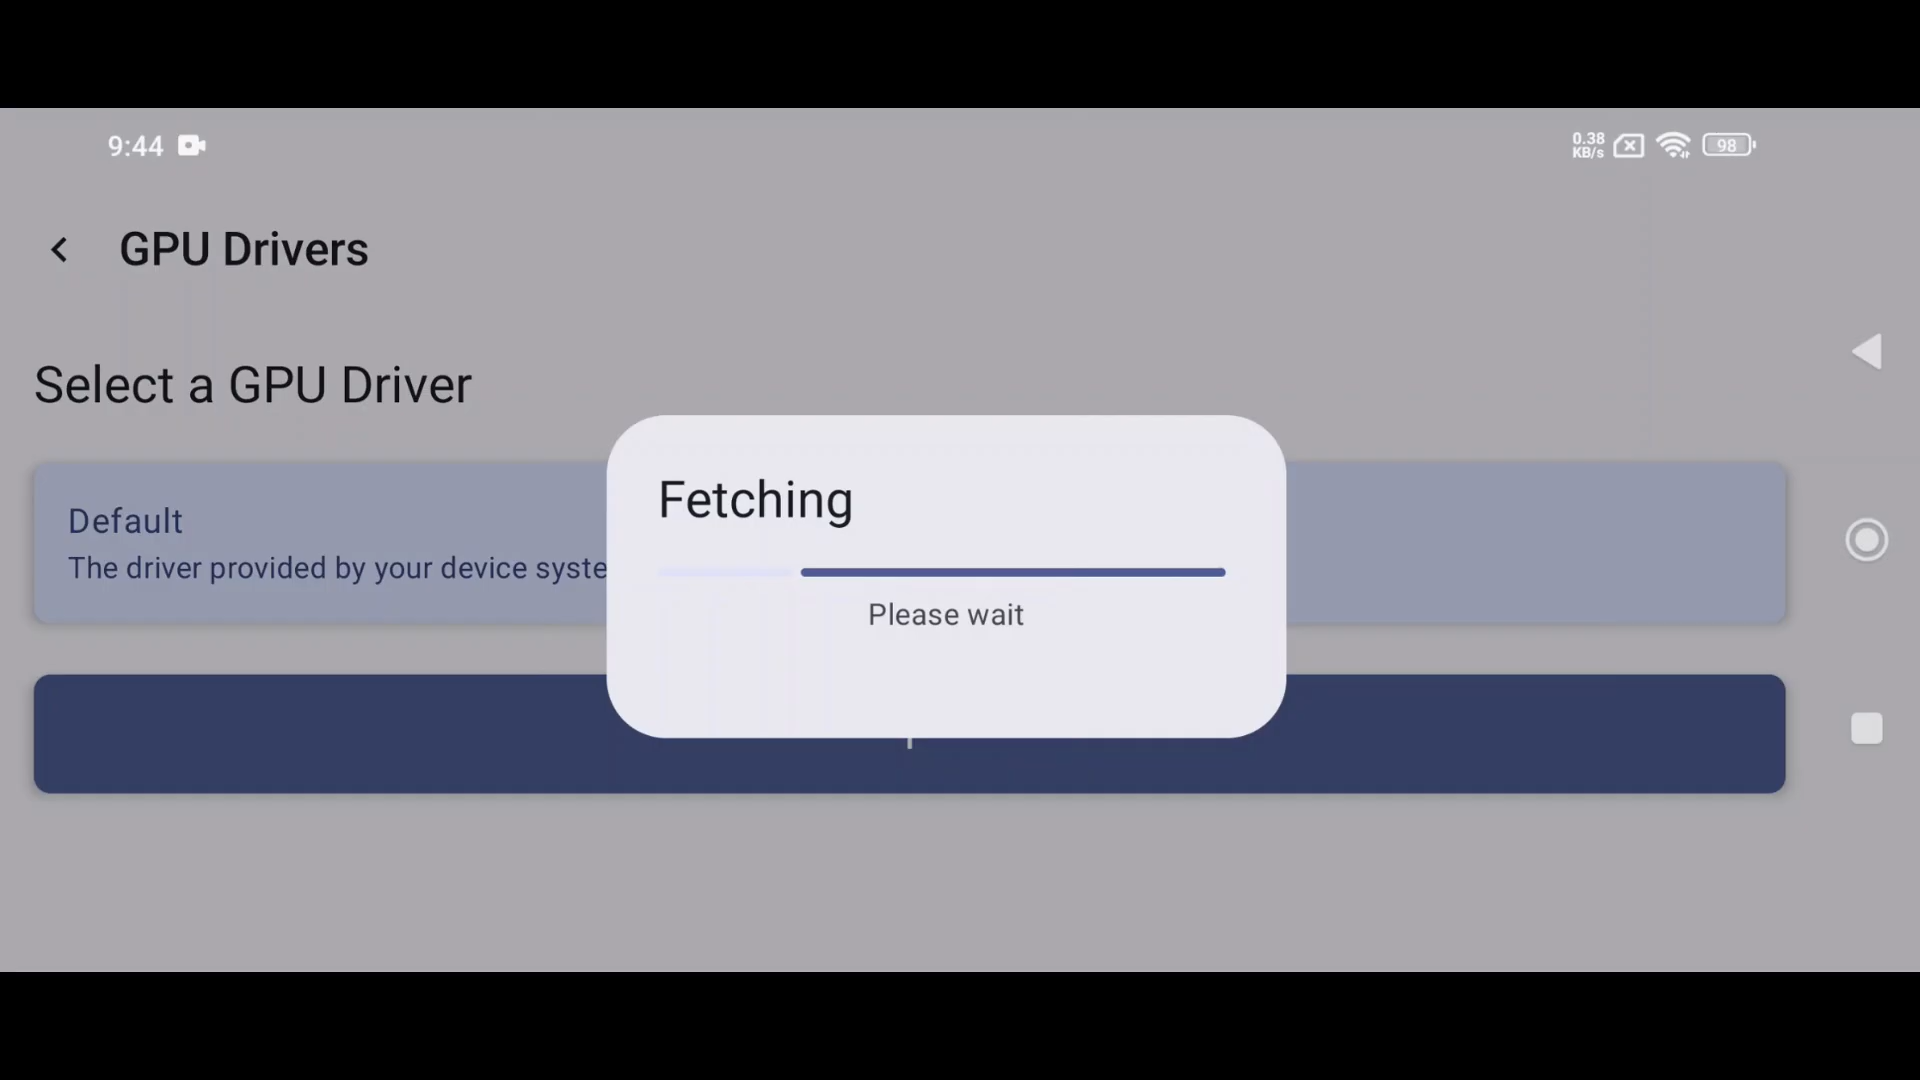 9:44
0.38
KB/s
98
GPU Drivers
Select a GPU Driver
Default
The driver provided by your device syste
Fetching
Please wait